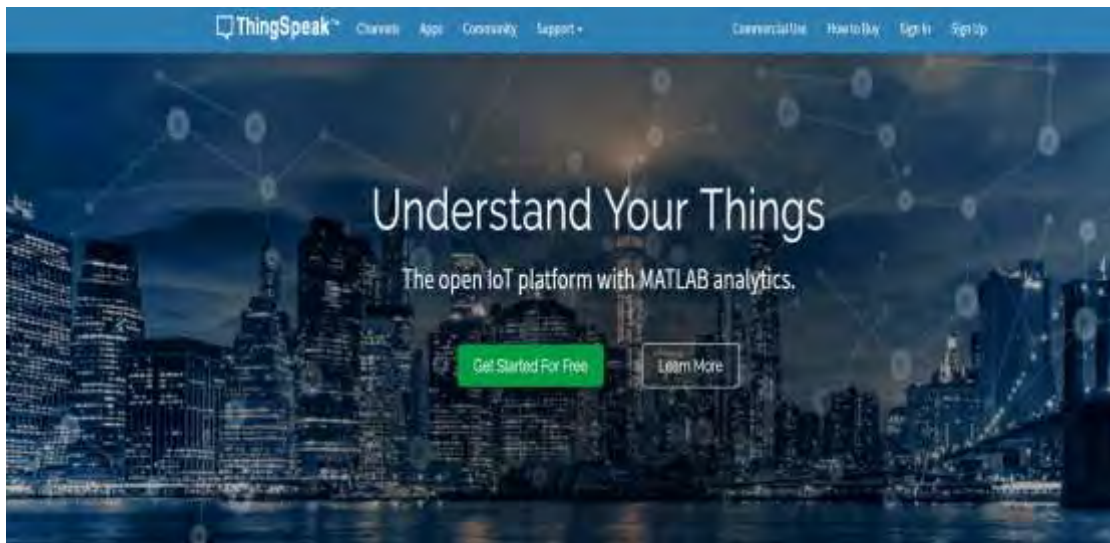 ThingSpeak™ Channels Apps Community Support Commercial Use How to Buy Sign In Sign Up
Understand Your Things
The open IoT platform with MATLAB analytics.
Get Started For Free Learn More